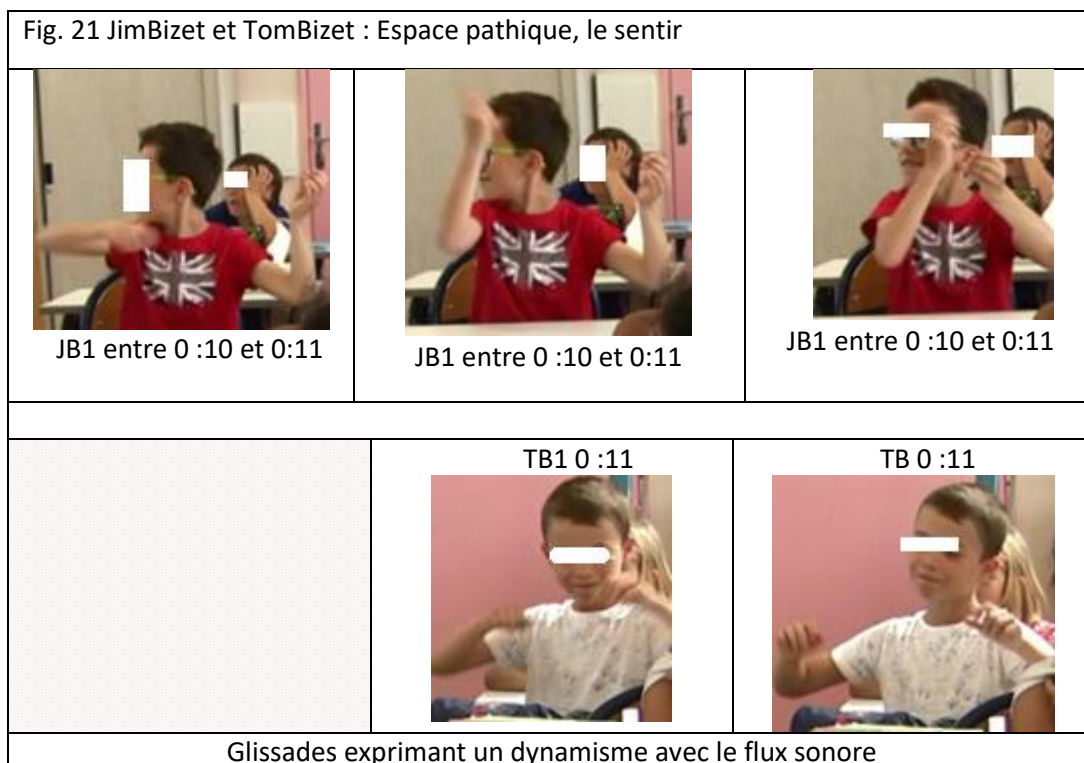 Fig. 21 JimBizet et TomBizet : Espace pathique, le sentir
JB1 entre 0 :10 et 0:11
JB1 entre 0 :10 et 0:11
JB1 entre 0 :10 et 0:11
TB1 0 :11
TB 0 :11
Glissades exprimant un dynamisme avec le flux sonore